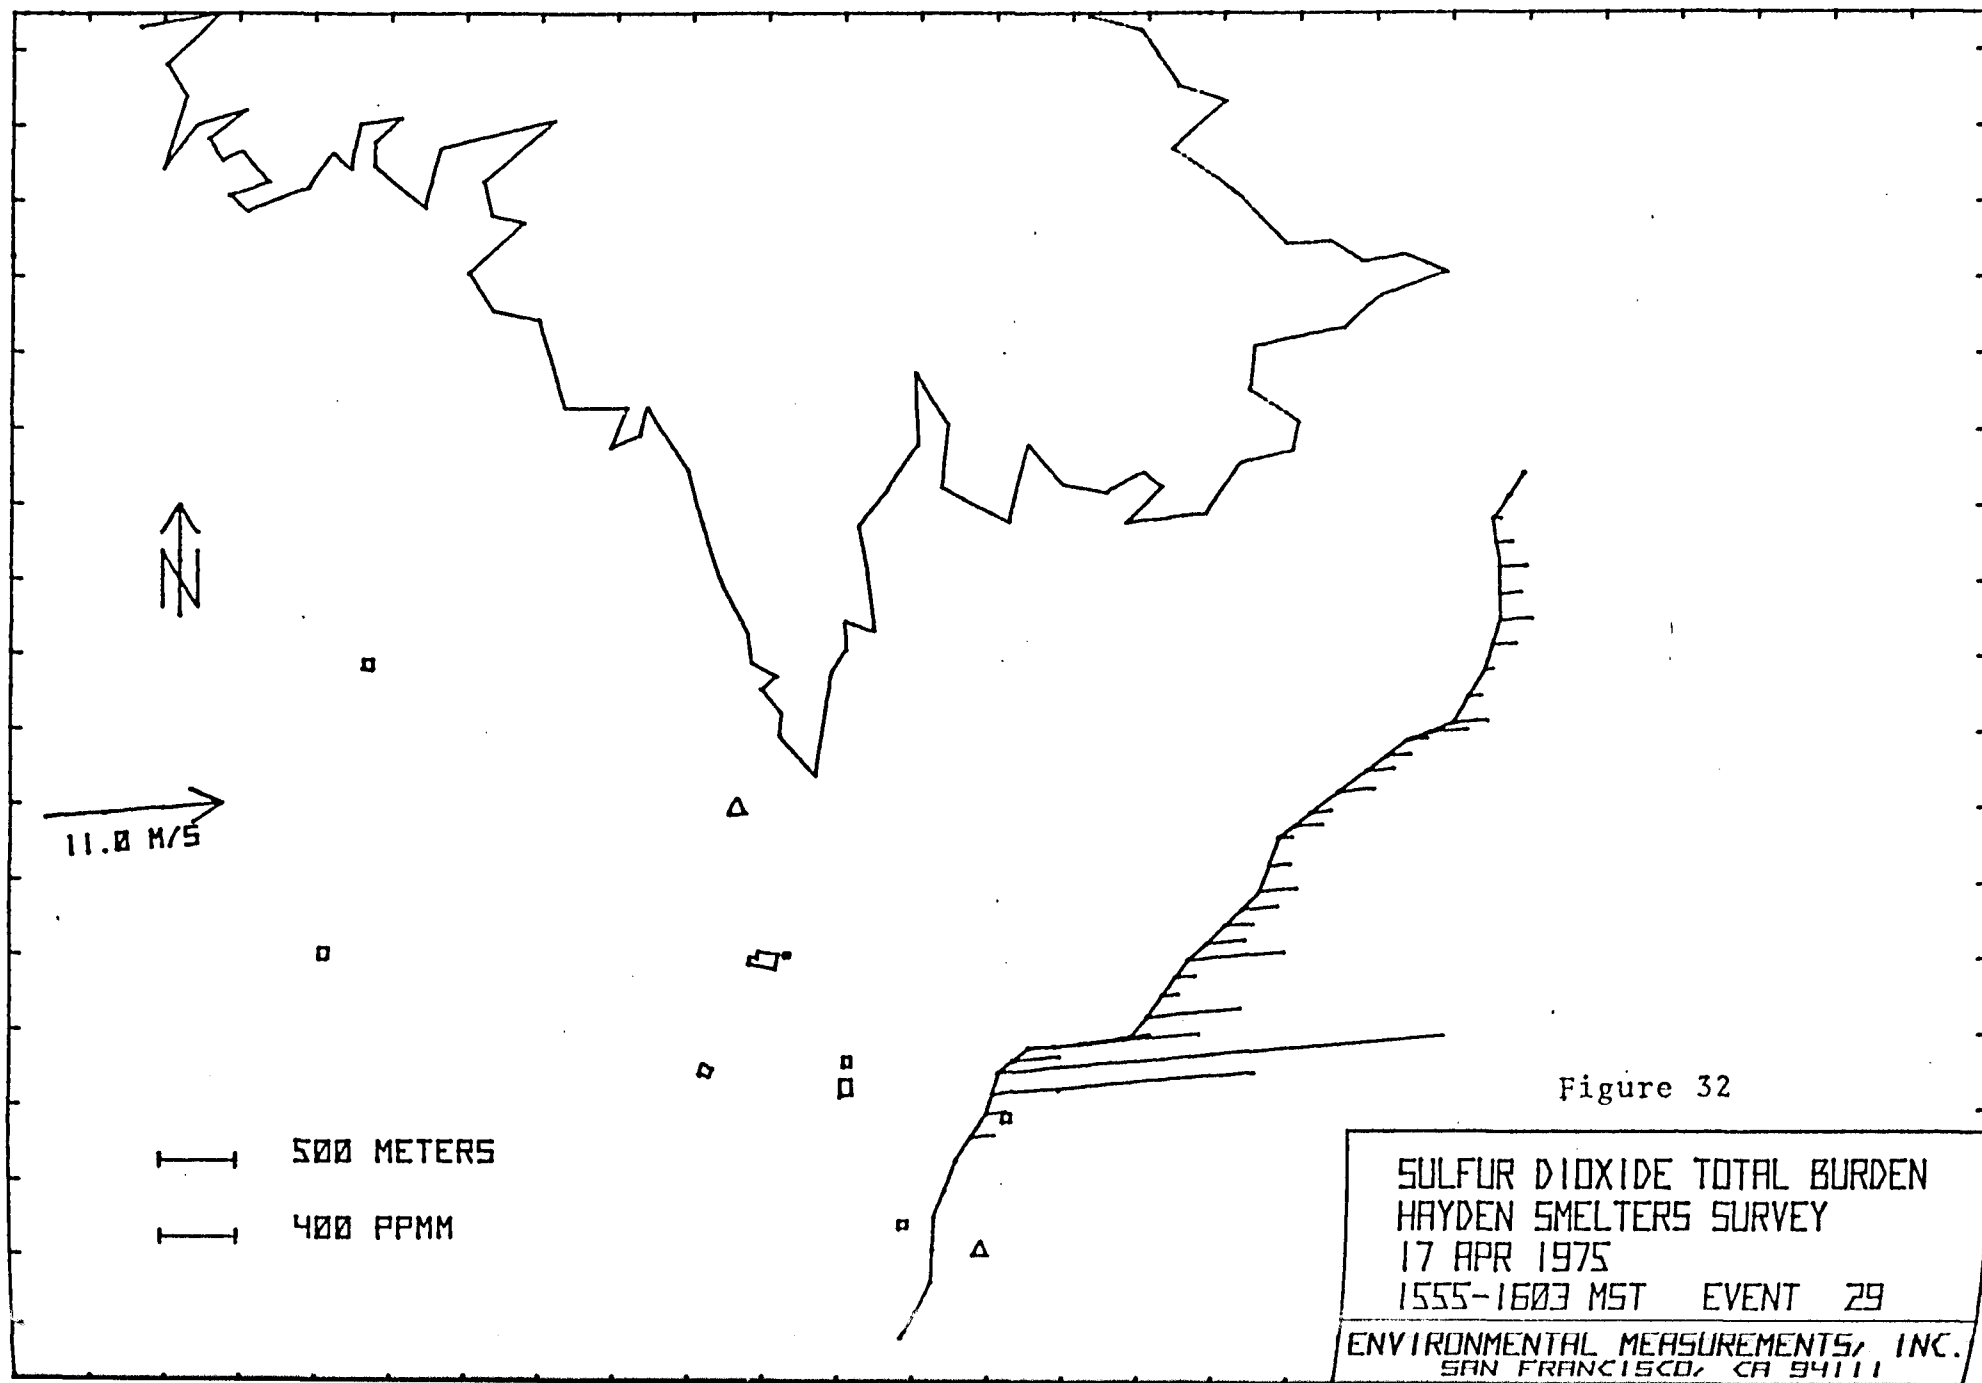 N
11.0 M/S
500 METERS
400 PPMM
Figure 32
SULFUR DIOXIDE TOTAL BURDEN
HAYDEN SMELTERS SURVEY
17 APR 1975
1555-1603 MST EVENT 29
ENVIRONMENTAL MEASUREMENTS, INC.
SAN FRANCISCO, CA 94111